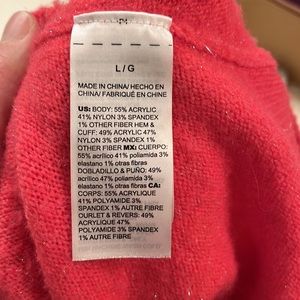 L/G
MADE IN CHINA/ HECHO EN
CHINA/ FABRIQUÉ EN CHINE
US: BODY: 55% ACRYLIC
41% NYLON 3% SPANDEX
1% OTHER FIBER HEM &
CUFF: 49% ACRYLIC 47%
NYLON 3% SPANDEX 1%
OTHER FIBER MX: CUERPO:
55% acrílico 41% poliamida 3%
elastano 1% otras fibras
DOBLADILLO & PUÑO: 49%
acrílico 47% poliamida 3%
elastano 1% otras fibras CA:
CORPS: 55% ACRYLIQUE
41% POLYAMIDE 3%
SPANDEX 1% AUTRE FIBRE
OURLET & REVERS: 49%
ACRYLIQUE 47%
POLYAMIDE 3% SPANDEX
1% AUTRE FIBRE